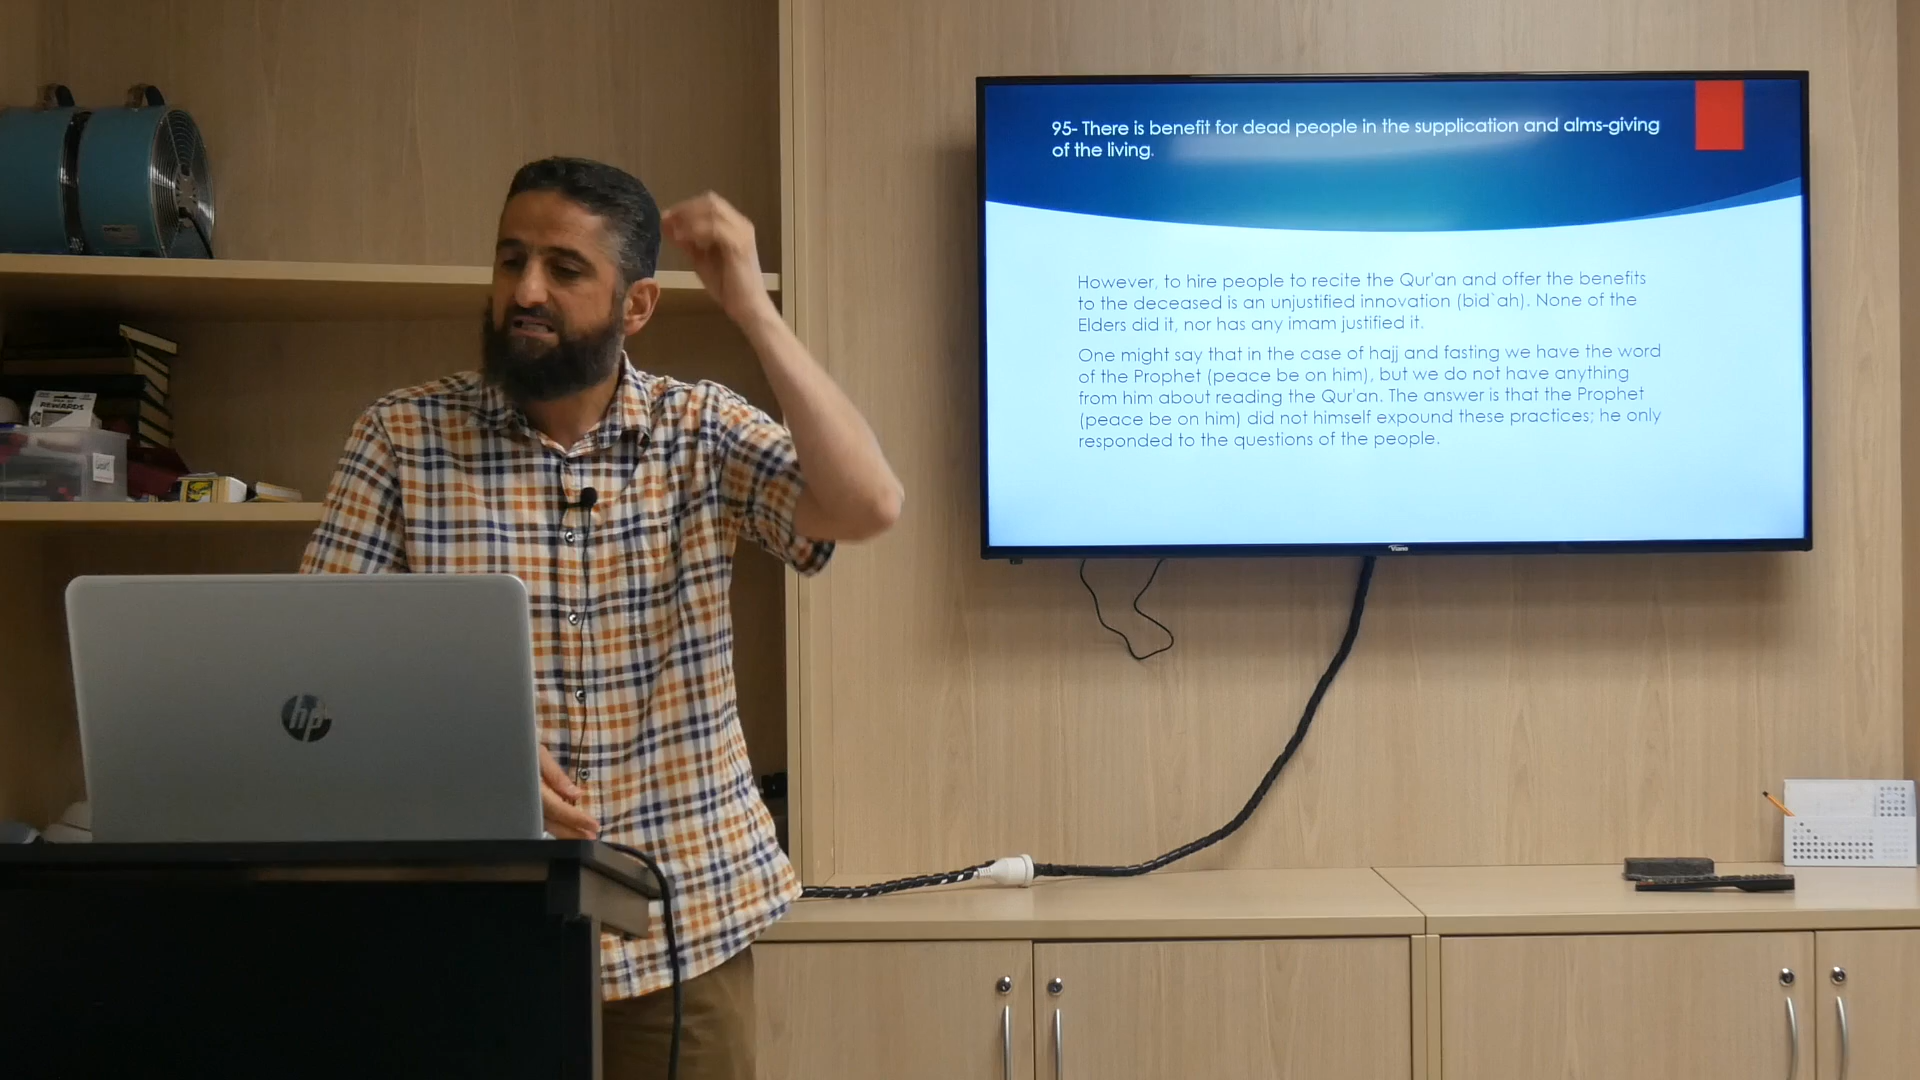 95- There is benefit for dead people in the supplication and alms-giving
of the living.
However, to hire people to recite the Qur'an and offer the benefits
to the deceased is an unjustified innovation (bid`ah). None of the
Elders did it, nor has any imam justified it.
One might say that in the case of hajj and fasting we have the word
of the Prophet (peace be on him), but we do not have anything
from him about reading the Qur'an. The answer is that the Prophet
(peace be on him) did not himself expound these practices; he only
responded to the questions of the people.
hp
REWARDS